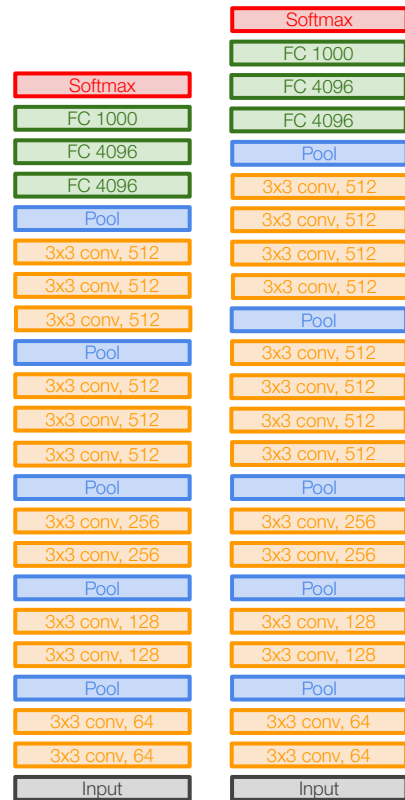 Softmax
FC 1000
FC 4096
FC 4096
Pool
3x3 conv, 512
3x3 conv, 512
3x3 conv, 512
Pool
3x3 conv, 512
3x3 conv, 512
3x3 conv, 512
Pool
3x3 conv, 256
3x3 conv, 256
Pool
3x3 conv, 128
3x3 conv, 128
Pool
3x3 conv, 64
3x3 conv, 64
Input
Softmax
FC 1000
FC 4096
FC 4096
Pool
3x3 conv, 512
3x3 conv, 512
3x3 conv, 512
3x3 conv, 512
Pool
3x3 conv, 512
3x3 conv, 512
3x3 conv, 512
3x3 conv, 512
Pool
3x3 conv, 256
3x3 conv, 256
Pool
3x3 conv, 128
3x3 conv, 128
Pool
3x3 conv, 64
3x3 conv, 64
Input